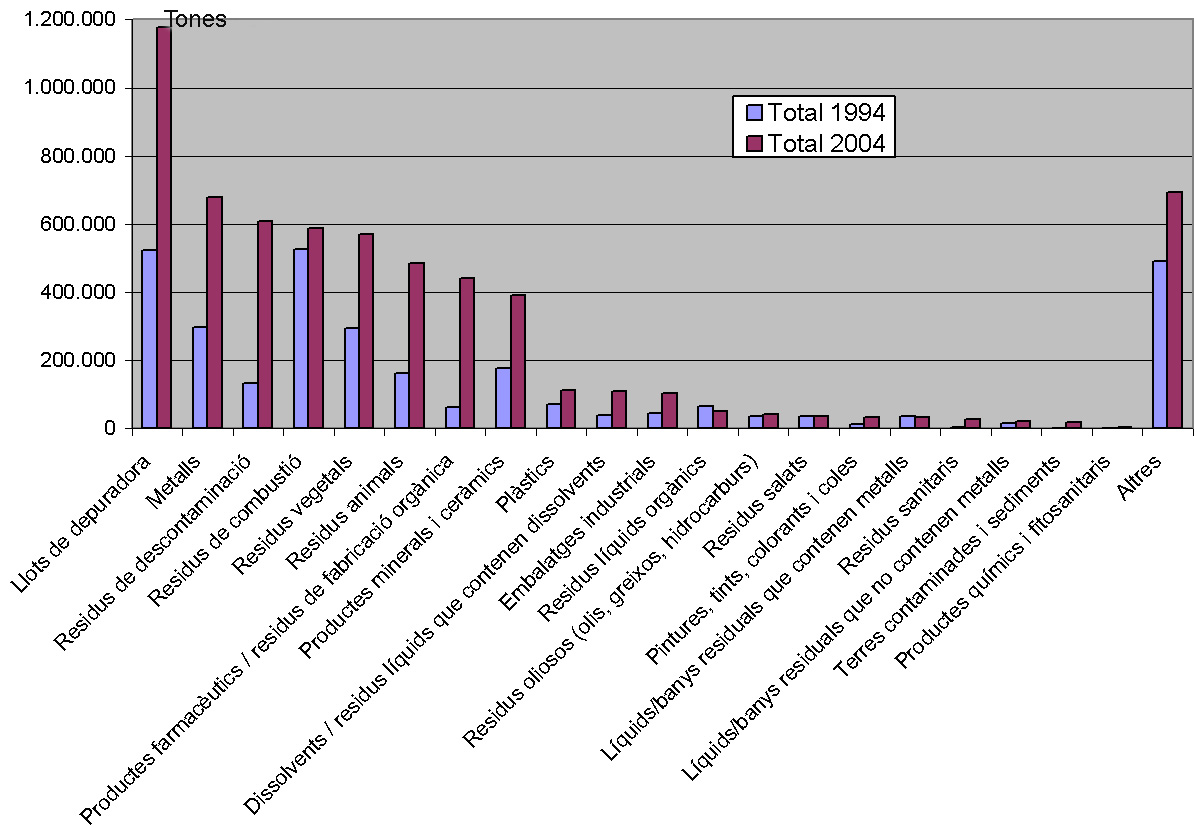 Tones
1.200.000
1.000.000
800.000
600.000
400.000
200.000
0
Total 1994
Total 2004
Llots de depuradora
Metalls
Residus de descontaminació
Residus de combustió
Residus vegetals
Residus animals
Productes farmacèutics / residus de fabricació orgànica
Productes minerals i ceràmics
Plàstics
Dissolvents / residus líquids que contenen dissolvents
Embalatges industrials
Residus líquids orgànics
Residus oliosos (olis, greixos, hidrocarburs)
Residus salats
Pintures, tints, colorants i coles
Líquids/banys residuals que contenen metalls
Residus sanitaris
Líquids/banys residuals que no contenen metalls
Terres contaminades i sediments
Productes químics i fitosanitaris
Altres